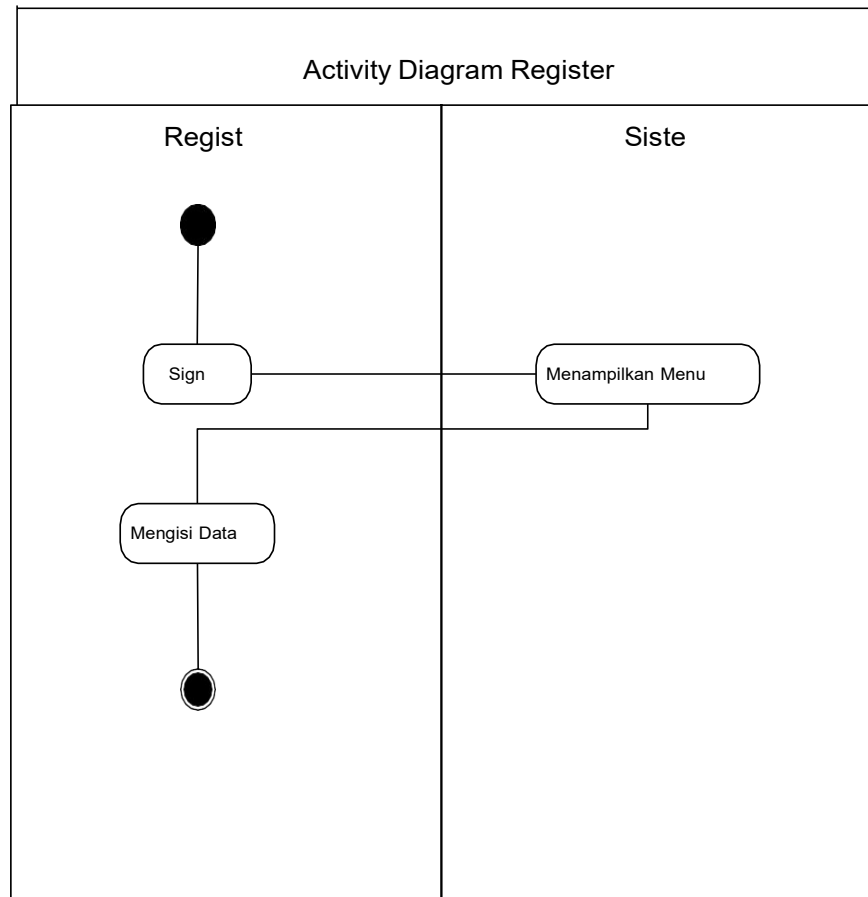 Activity Diagram Register
Regist
Siste
Sign
Menampilkan Menu
Mengisi Data